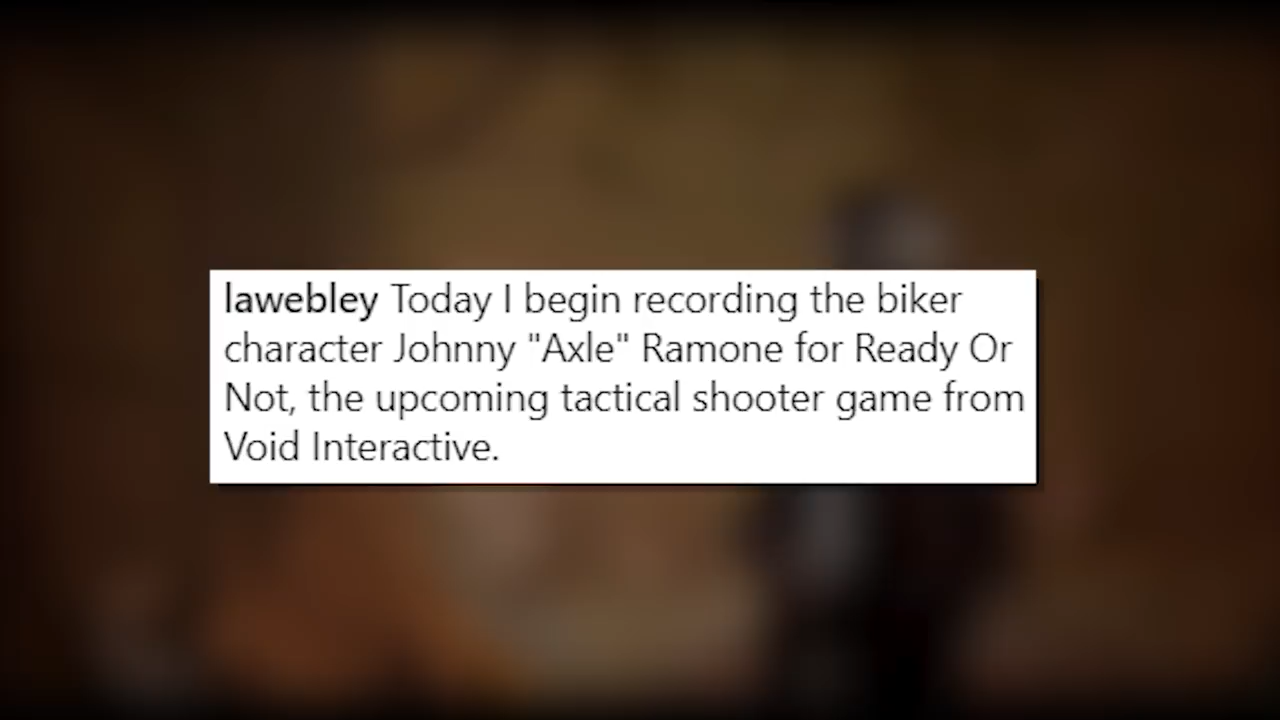 lawebley Today I begin recording the biker
character Johnny "Axle" Ramone for Ready Or
Not, the upcoming tactical shooter game from
Void Interactive.